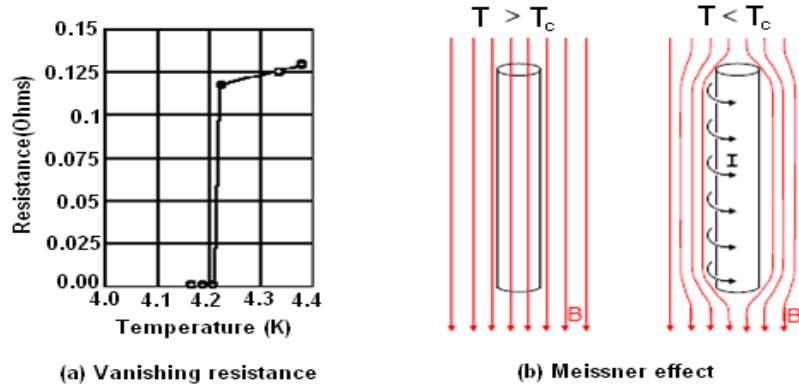 0.15
0.125
0.1
0.075
0.05
0.025
0.00
Resistance(Ohms)
4.0 4.1 4.2 4.3 4.4
Temperature (K)
(a) Vanishing resistance
T > Tc
B
T < Tc
I
B
(b) Meissner effect